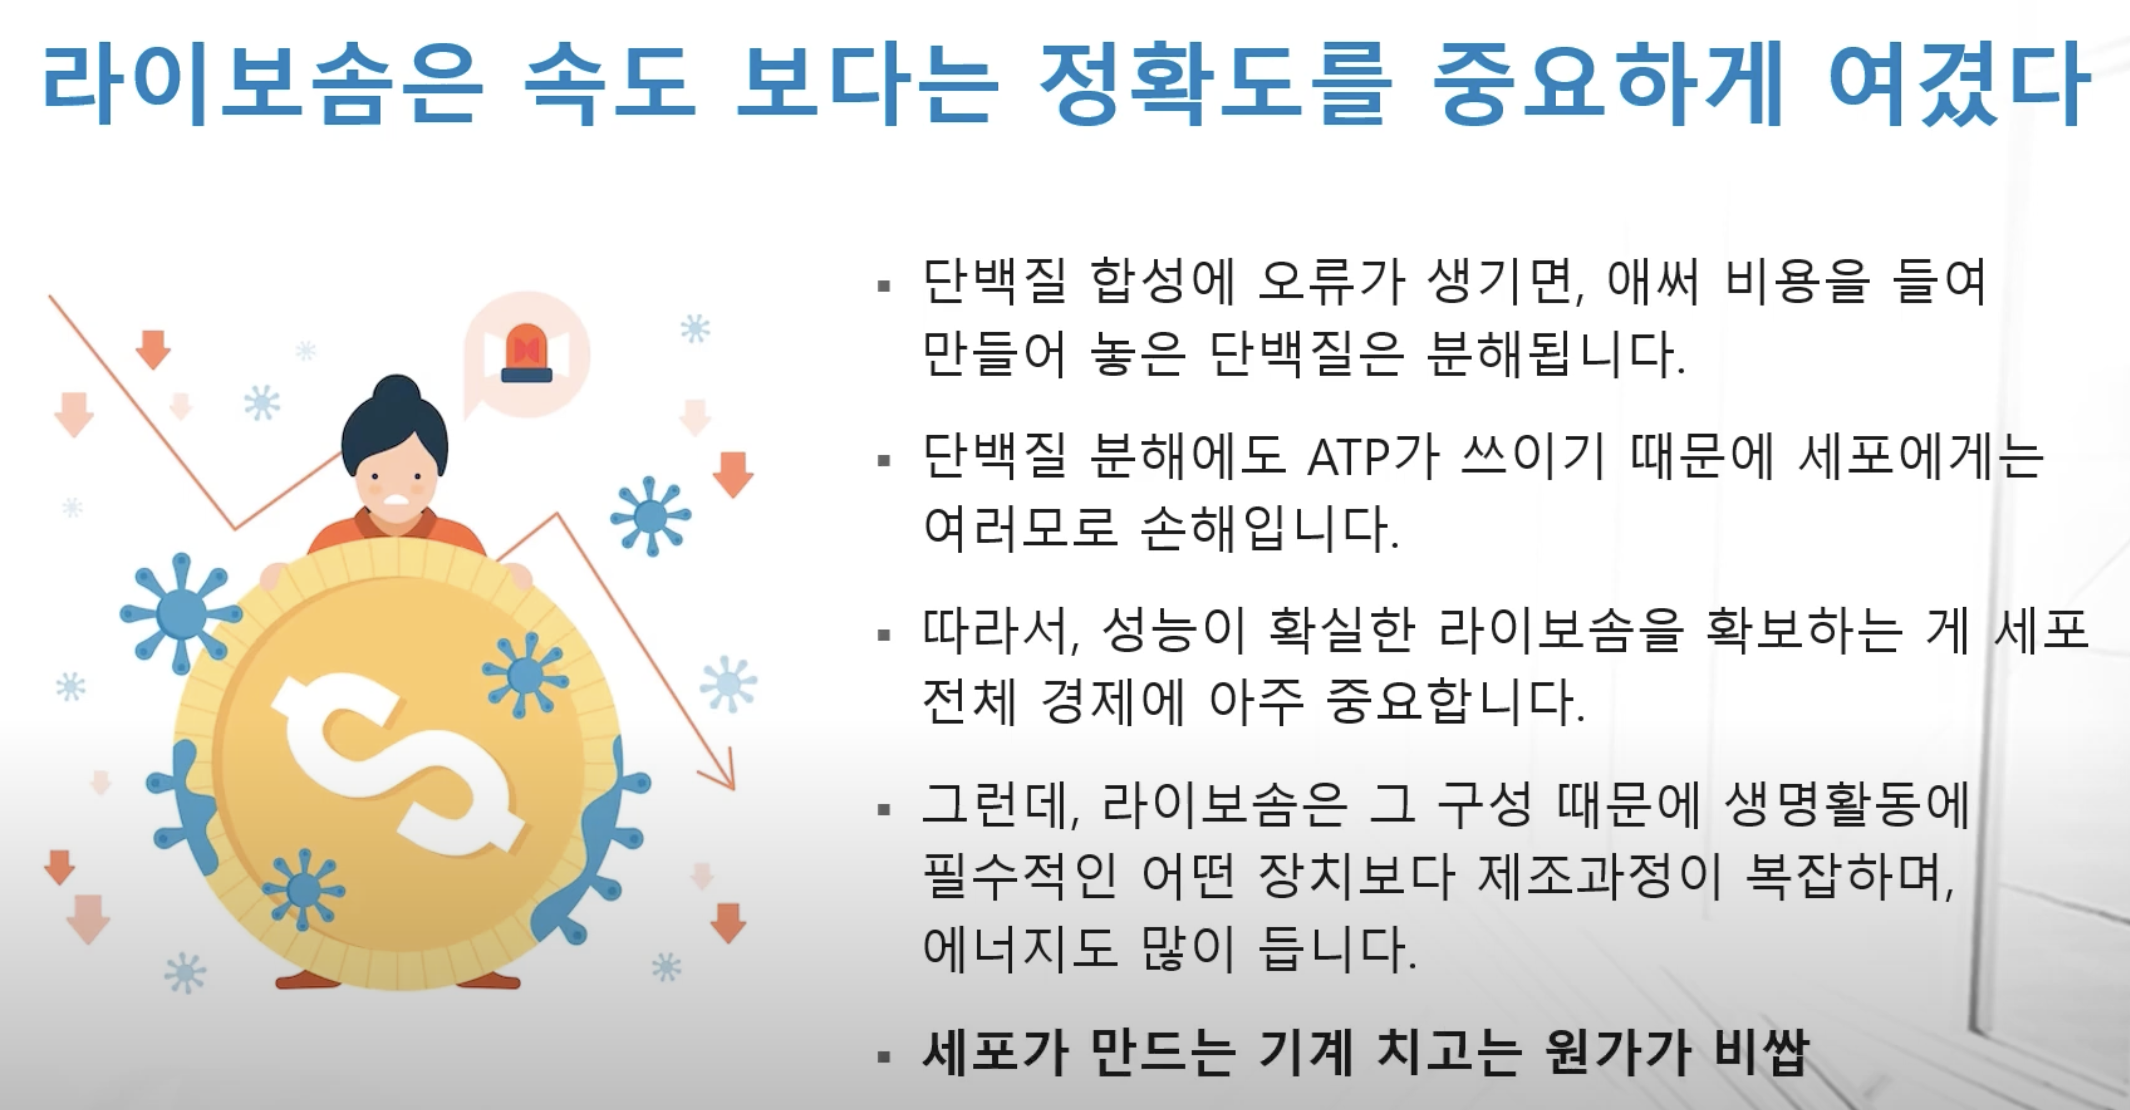 라이보솜은 속도 보다는 정확도를 중요하게 여겼다
▪ 단백질 합성에 오류가 생기면, 애써 비용을 들여
만들어 놓은 단백질은 분해됩니다.
▪ 단백질 분해에도 ATP가 쓰이기 때문에 세포에게는
여러모로 손해입니다.
▪ 따라서, 성능이 확실한 라이보솜을 확보하는 게 세포
전체 경제에 아주 중요합니다.
▪ 그런데, 라이보솜은 그 구성 때문에 생명활동에
필수적인 어떤 장치보다 제조과정이 복잡하며,
에너지도 많이 듭니다.
▪ 세포가 만드는 기계 치고는 원가가 비쌉